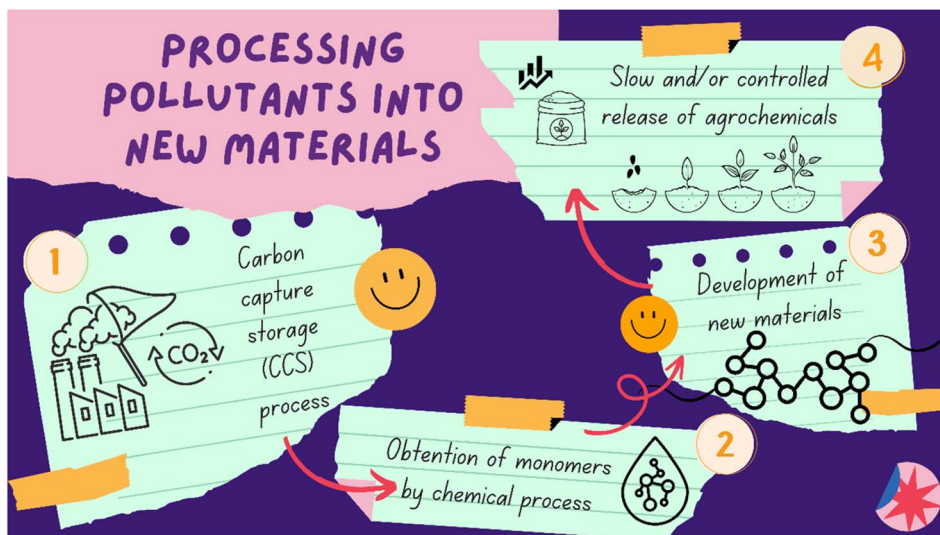 PROCESSING
POLLUTANTS INTO
NEW MATERIALS
1
Carbon
capture
storage
(CCS)
process
CO₂
2
Obtention of monomers
by chemical process
3
Development of
new materials
4
Slow and/or controlled
release of agrochemicals